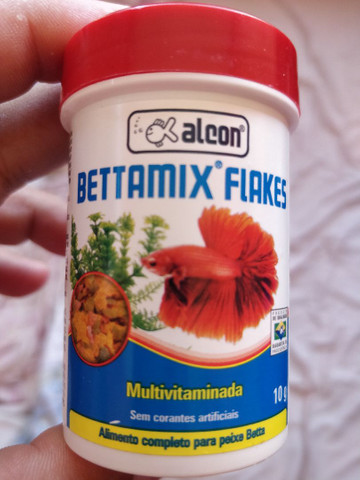 alcon®
BETTAMIX® FLAKES
Multivitaminada
10 g
Sem corantes artificiais
Alimento completo para peixe Betta